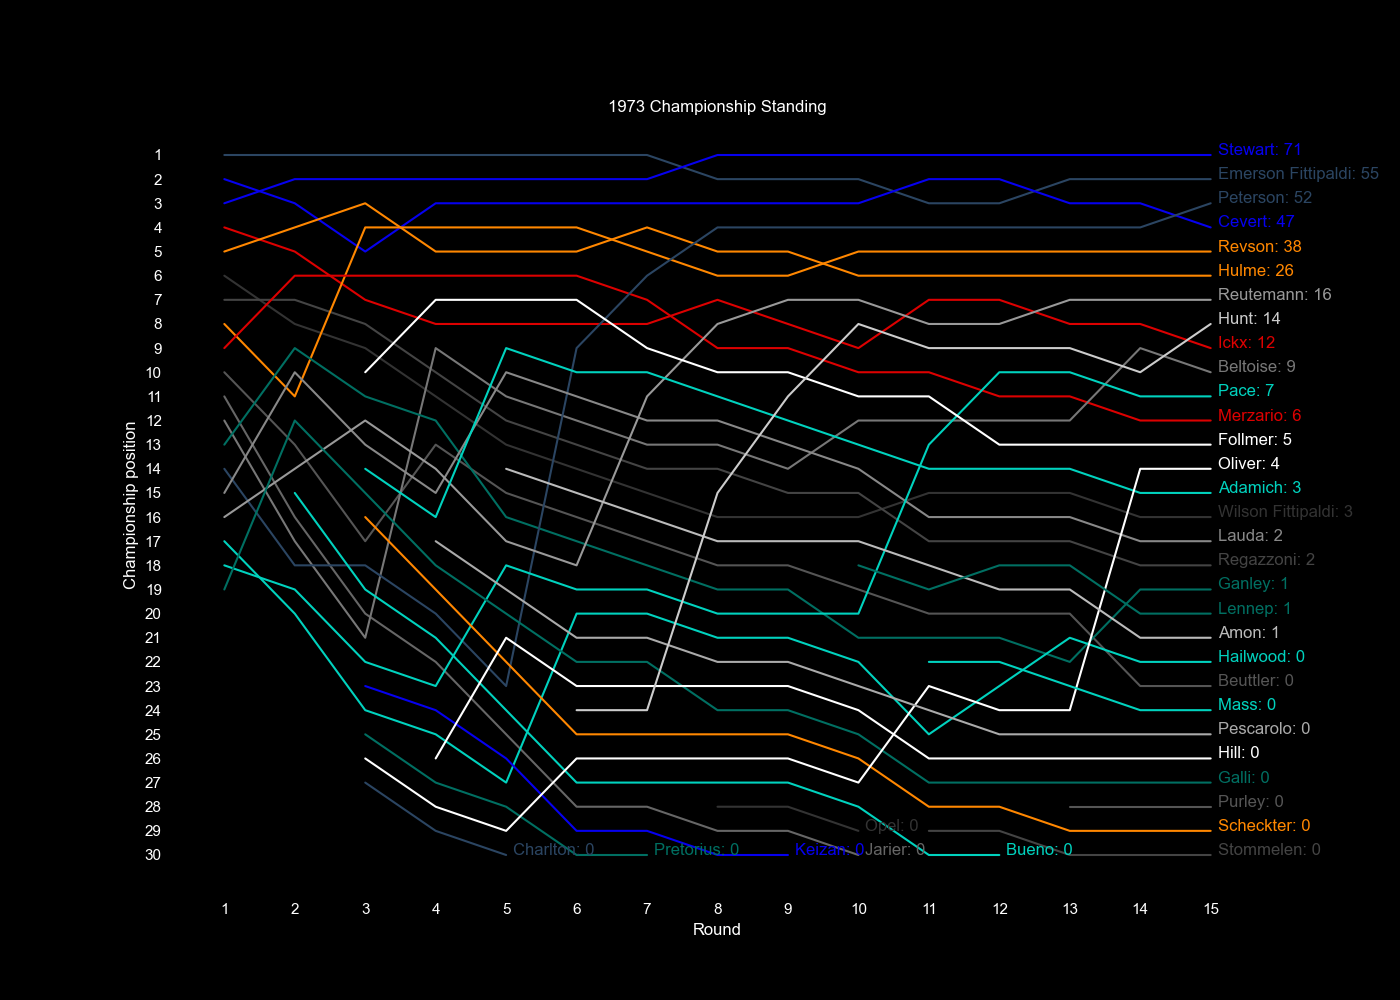 1973 Championship Standing
Championship position
1
2
3
4
5
6
7
8
9
10
11
12
13
14
15
16
17
18
19
20
21
22
23
24
25
26
27
28
29
30
Stewart: 71
Emerson Fittipaldi: 55
Peterson: 52
Cevert: 47
Revson: 38
Hulme: 26
Reutemann: 16
Hunt: 14
Ickx: 12
Beltoise: 9
Pace: 7
Merzario: 6
Follmer: 5
Oliver: 4
Adamich: 3
Wilson Fittipaldi: 3
Lauda: 2
Regazzoni: 2
Ganley: 1
Lennep: 1
Amon: 1
Hailwood: 0
Beuttler: 0
Mass: 0
Pescarolo: 0
Hill: 0
Galli: 0
Purley: 0
Scheckter: 0
Stommelen: 0
Opel: 0
Charlton: 0
Pretorius: 0
Keizan: 0
Jarier: 0
Bueno: 0
1 2 3 4 5 6 7 8 9 10 11 12 13 14 15
Round